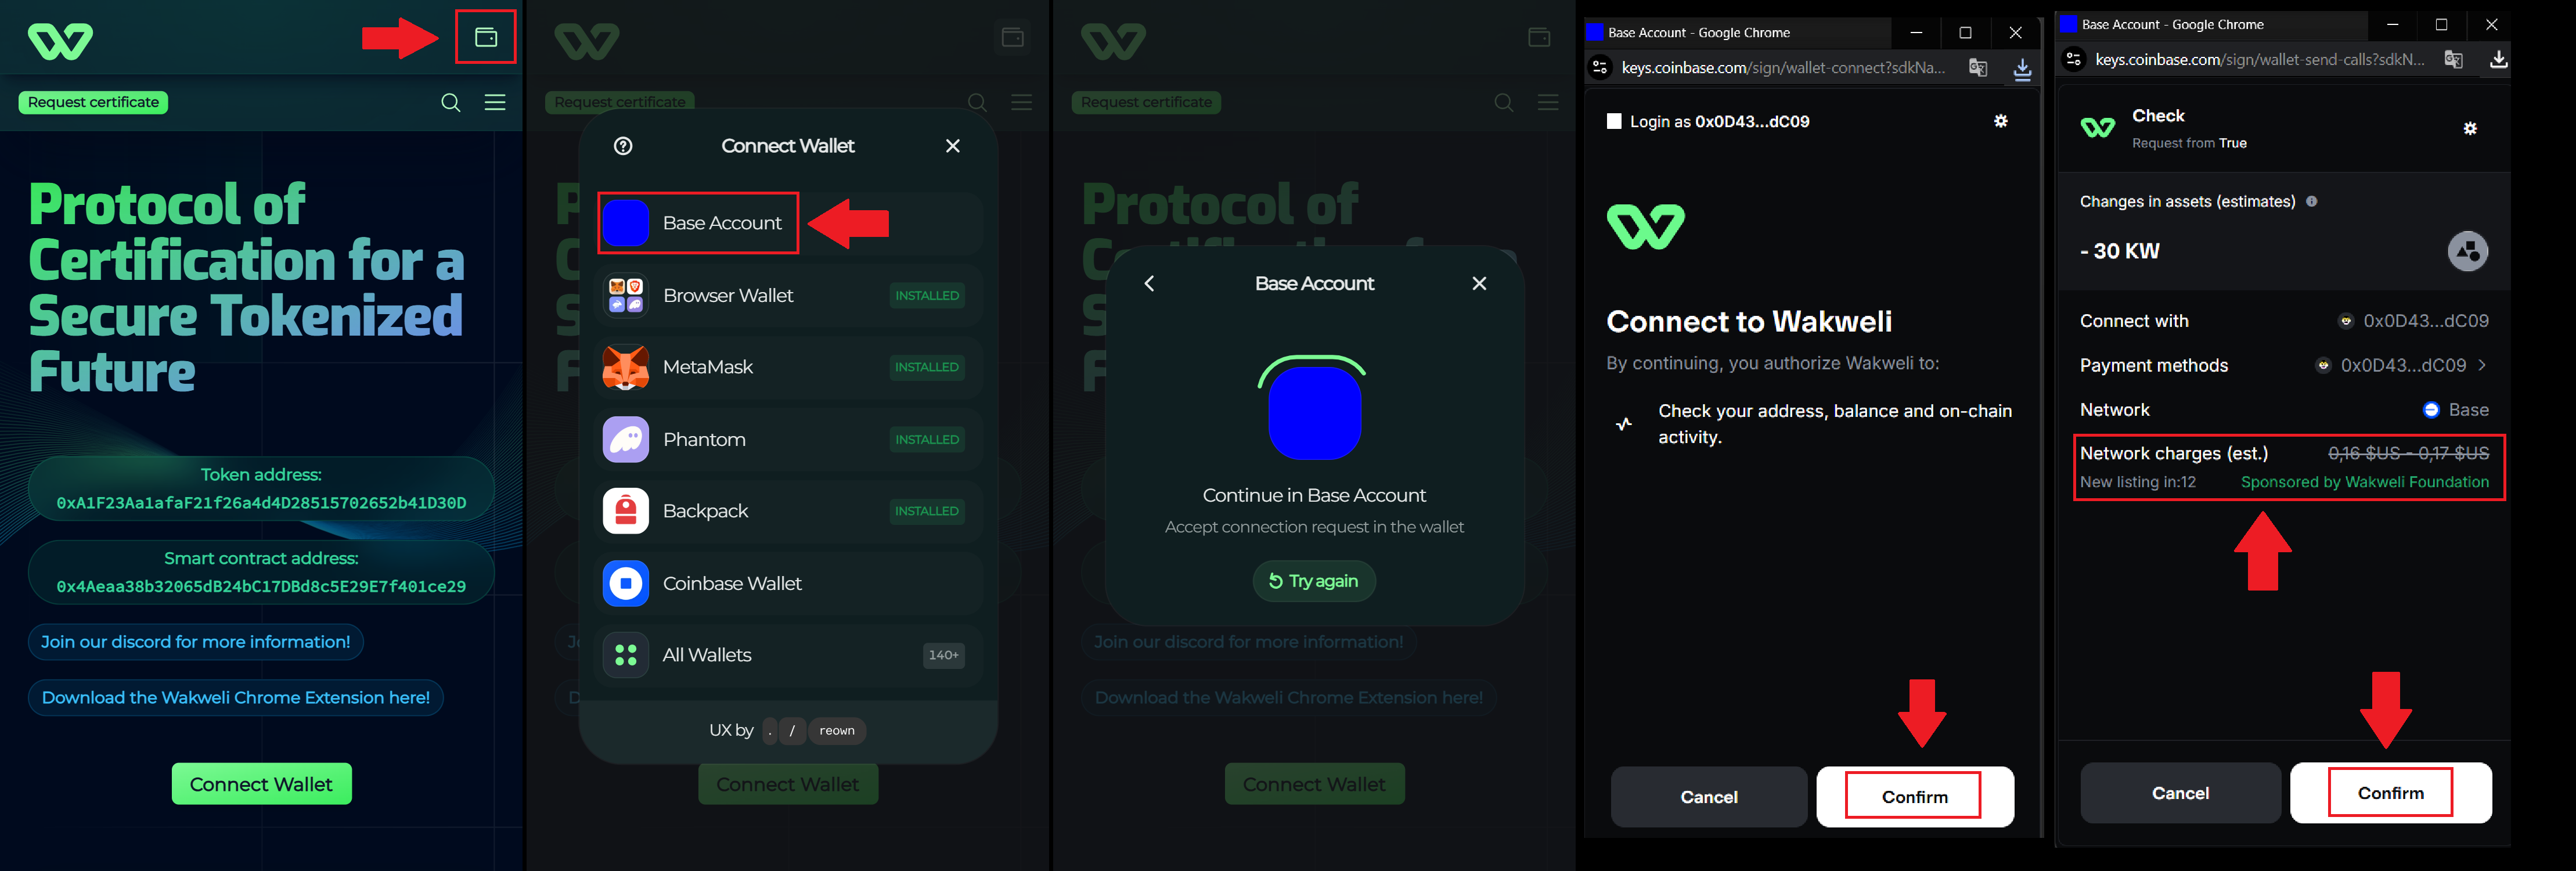 Request certificate
Protocol of
Certification for a
Secure Tokenized
Future
Token address:
0xA1F23Aa1afaF21f26a4d4D28515702652b41D30D
Smart contract address:
0x4Aeaa38b32065dB24bC17DBd8c5E29E7f401ce29
Join our discord for more information!
Download the Wakweli Chrome Extension here!
Connect Wallet
Request certificate
Connect Wallet
Base Account
Browser Wallet INSTALLED
MetaMask INSTALLED
Phantom INSTALLED
Backpack INSTALLED
Coinbase Wallet
All Wallets 140+
UX by . / reown
Connect Wallet
Request certificate
Protocol of
Base Account
Continue in Base Account
Accept connection request in the wallet
Try again
Join our discord for more information!
Download the Wakweli Chrome Extension here!
Connect Wallet
Base Account - Google Chrome
keys.coinbase.com/sign/wallet-connect?sdkNa...
Login as 0x0D43...dC09
Connect to Wakweli
By continuing, you authorize Wakweli to:
Check your address, balance and on-chain
activity.
Cancel
Confirm
Base Account - Google Chrome
keys.coinbase.com/sign/wallet-send-calls?sdkN...
Check
Request from True
Changes in assets (estimates)
- 30 KW
Connect with 0x0D43...dC09
Payment methods 0x0D43...dC09
Network Base
Network charges (est.) 0,16 $US - 0,17 $US
New listing in:12 Sponsored by Wakweli Foundation
Cancel
Confirm